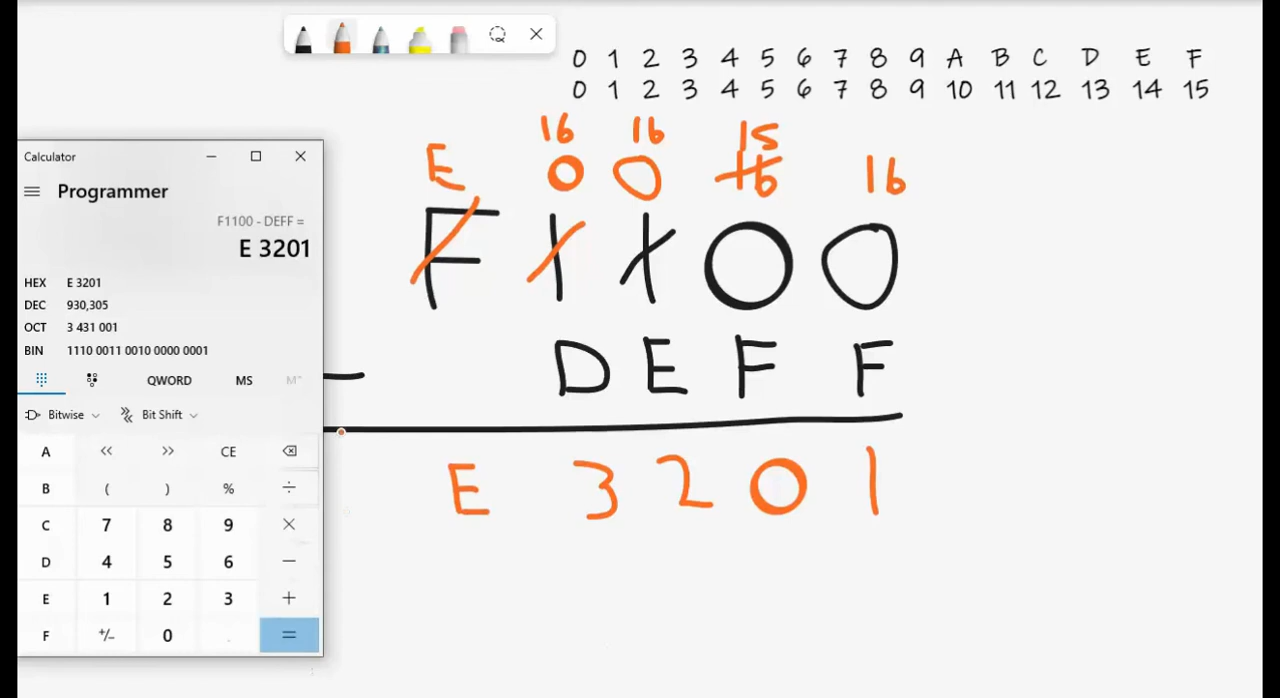 0 1 2 3 4 5 6 7 8 9 A B C D E F
0 1 2 3 4 5 6 7 8 9 10 11 12 13 14 15
16 16 15
E 0 0 16 16
F 1 1 0 0
- D E F F
E 3 2 0 1
Calculator
Programmer
F1100 - DEFF =
E 3201
HEX E 3201
DEC 930,305
OCT 3 431 001
BIN 1110 0011 0010 0000 0001
QWORD MS M˅
Bitwise Bit Shift
A << >> CE
B ( ) % ÷
C 7 8 9 ×
D 4 5 6 −
E 1 2 3 +
F +/- 0 . =